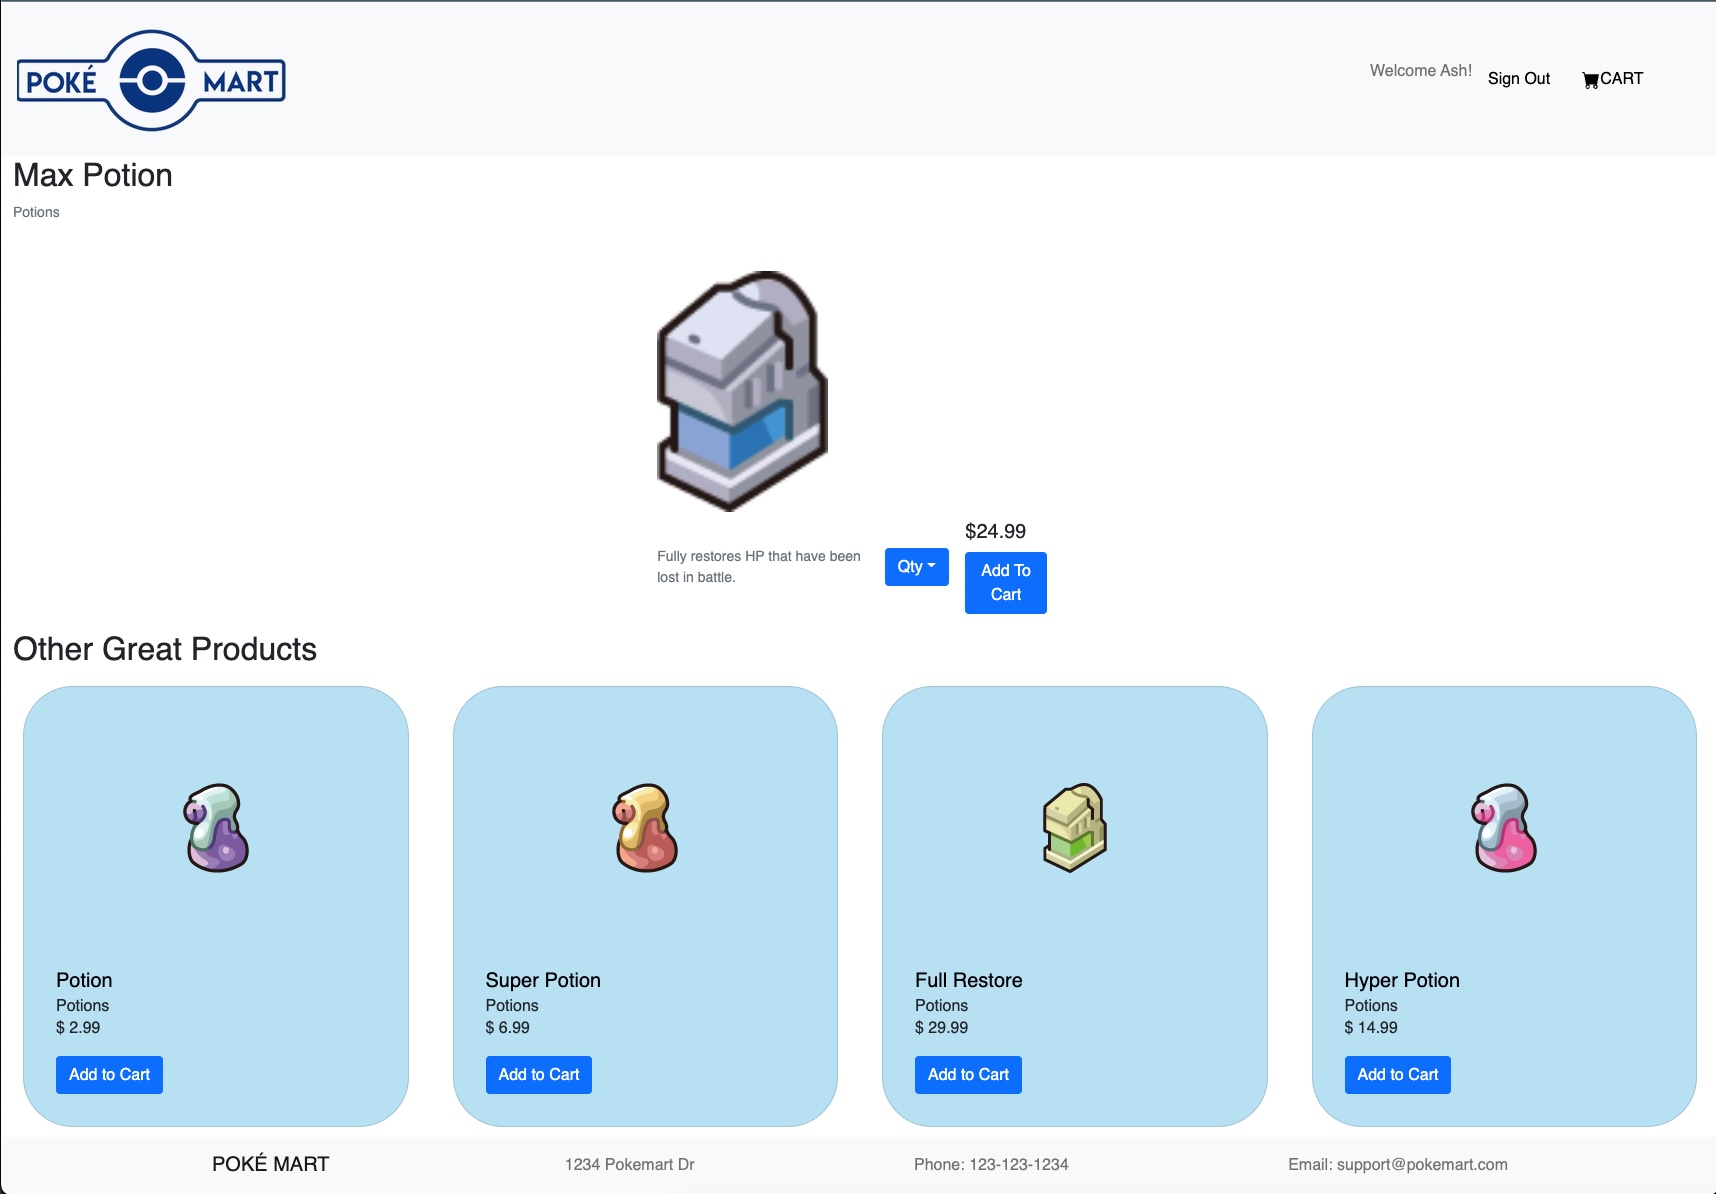 POKÉ MART
Welcome Ash!
Sign Out
CART
Max Potion
Potions
$24.99
Fully restores HP that have been
lost in battle.
Qty
Add To
Cart
Other Great Products
Potion
Potions
$ 2.99
Add to Cart
Super Potion
Potions
$ 6.99
Add to Cart
Full Restore
Potions
$ 29.99
Add to Cart
Hyper Potion
Potions
$ 14.99
Add to Cart
POKÉ MART
1234 Pokemart Dr
Phone: 123-123-1234
Email: support@pokemart.com